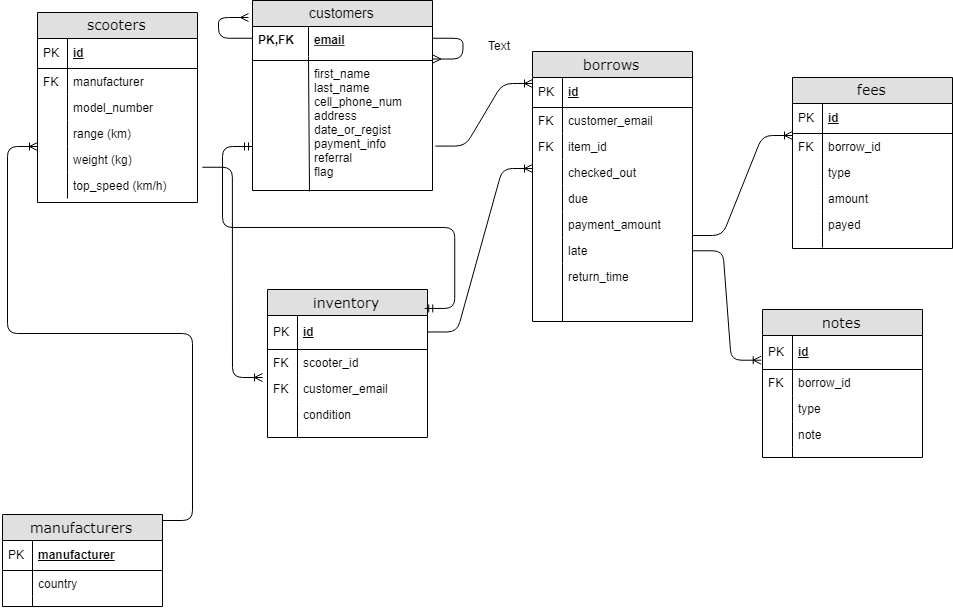 scooters
PK id
FK manufacturer
model_number
range (km)
weight (kg)
top_speed (km/h)
customers
PK,FK email
first_name
last_name
cell_phone_num
address
date_or_regist
payment_info
referral
flag
Text
borrows
PK id
FK customer_email
FK item_id
checked_out
due
payment_amount
late
return_time
fees
PK id
FK borrow_id
type
amount
payed
inventory
PK id
FK scooter_id
FK customer_email
condition
notes
PK id
FK borrow_id
type
note
manufacturers
PK manufacturer
country